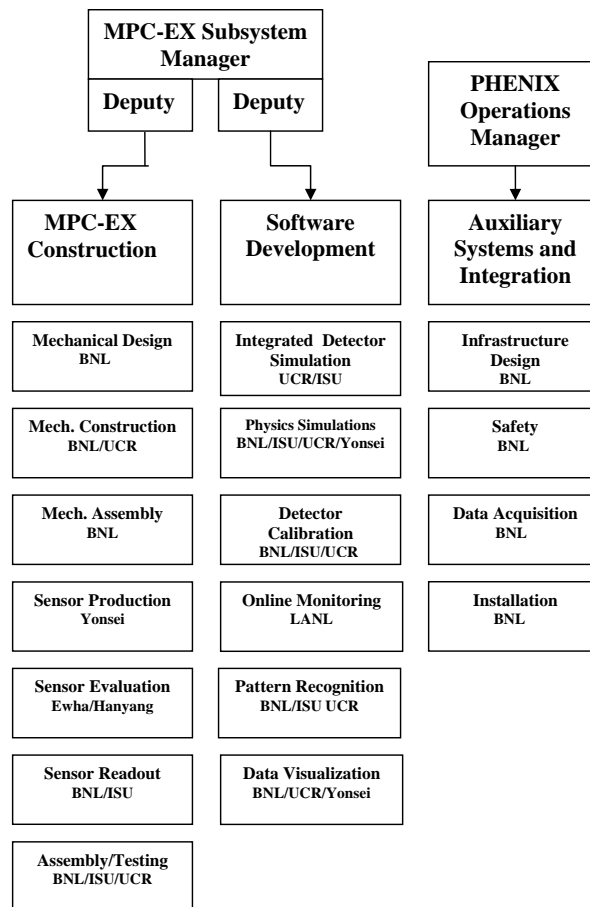 MPC-EX Subsystem
Manager
Deputy
Deputy
PHENIX
Operations
Manager
MPC-EX
Construction
Mechanical Design
BNL
Mech. Construction
BNL/UCR
Mech. Assembly
BNL
Sensor Production
Yonsei
Sensor Evaluation
Ewha/Hanyang
Sensor Readout
BNL/ISU
Assembly/Testing
BNL/ISU/UCR
Software
Development
Integrated Detector
Simulation
UCR/ISU
Physics Simulations
BNL/ISU/UCR/Yonsei
Detector
Calibration
BNL/ISU/UCR
Online Monitoring
LANL
Pattern Recognition
BNL/ISU UCR
Data Visualization
BNL/UCR/Yonsei
Auxiliary
Systems and
Integration
Infrastructure
Design
BNL
Safety
BNL
Data Acquisition
BNL
Installation
BNL